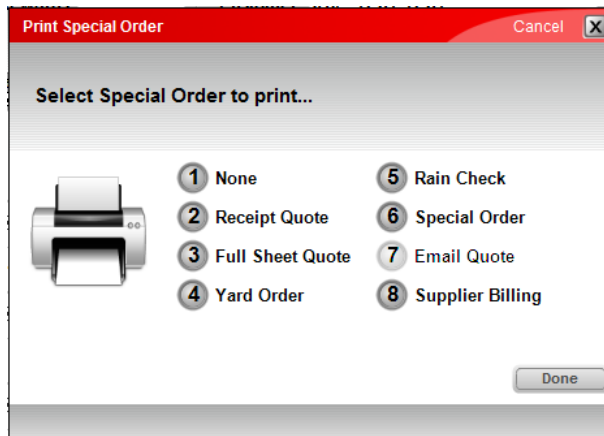 Print Special Order
Cancel X
Select Special Order to print...
1 None
2 Receipt Quote
3 Full Sheet Quote
4 Yard Order
5 Rain Check
6 Special Order
7 Email Quote
8 Supplier Billing
Done